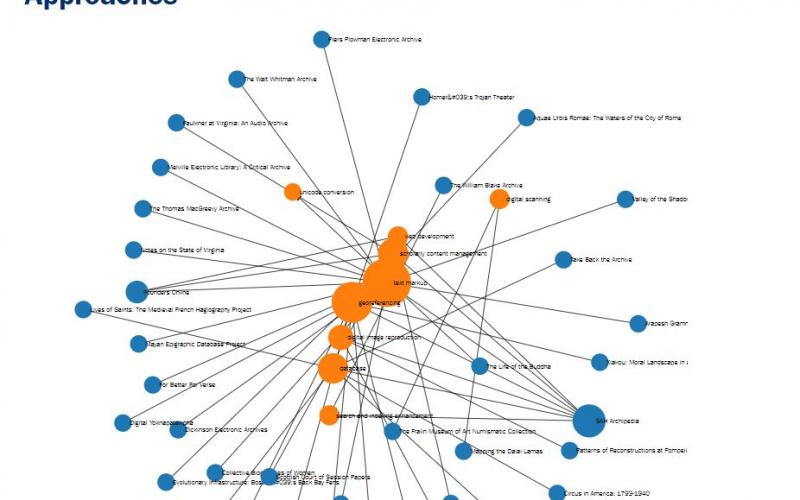 Approaches
Piers Plowman Electronic Archive
The Walt Whitman Archive
Homer&#039;s Trojan Theater
Aquae Urbis Romae: The Waters of the City of Rome
Faulkner at Virginia: An Audio Archive
Melville Electronic Library: A Critical Archive
The William Blake Archive
unicode conversion
digital scanning
Valley of the Shado
The Thomas MacGreevy Archive
web development
Notes on the State of Virginia
scholarly content management
Take Back the Archive
text markup
Founders Online
georeferencing
Lives of Saints: The Medieval French Hagiography Project
Arapesh Gramm
digital image reproduction
Mayan Epigraphic Database Project
The Life of the Buddha
database
For Better For Verse
search and indexing enhancement
SAH Archipedia
Digital Yoknapatawpha
Dickinson Electronic Archives
The Fralin Museum of Art Numismatic Collection
Mapping the Dalai Lamas
Patterns of Reconstructions at Pompeii
Collective Biographies of Women
Scottish Court of Session Papers
Evolutionary Infrastructure: Boston&#039;s Back Bay Fens
Circus in America: 1793-1940